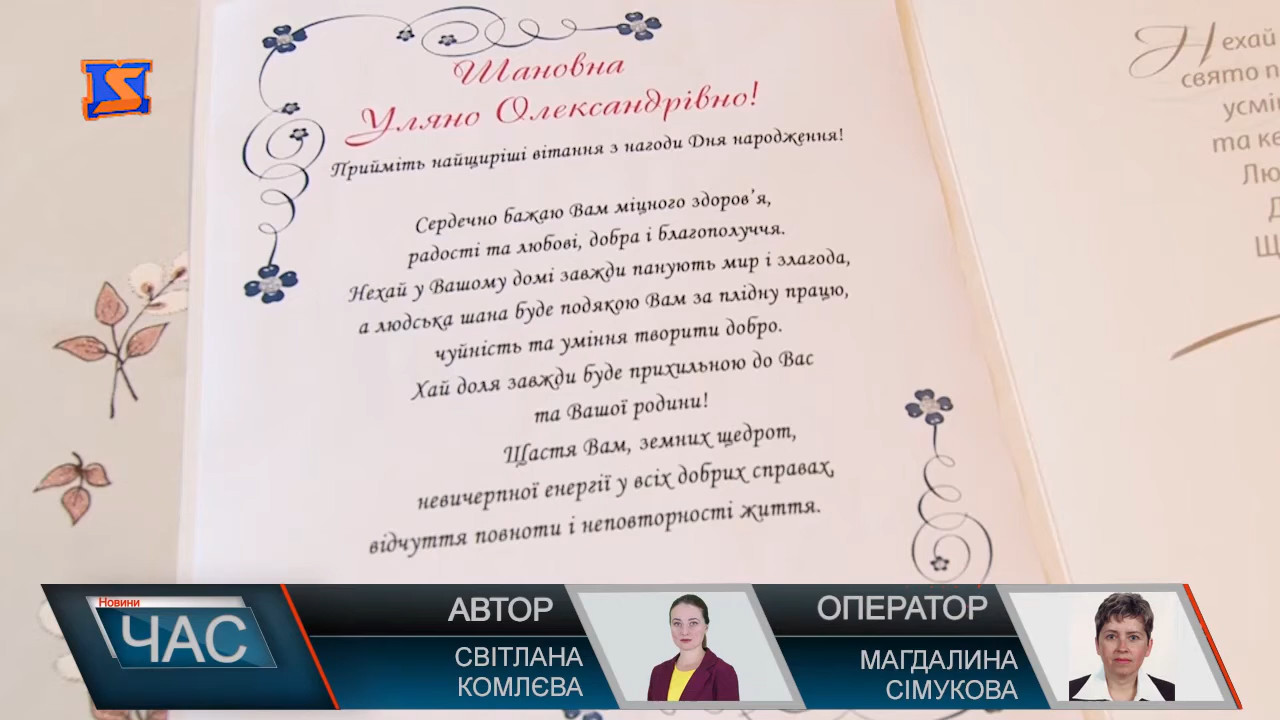 Шановна
Уляно Олександрівно!
Прийміть найщиріші вітання з нагоди Дня народження!
Сердечно бажаю Вам міцного здоров’я,
радості та любові, добра і благополуччя.
Нехай у Вашому домі завжди панують мир і злагода,
а людська шана буде подякою Вам за плідну працю,
чуйність та уміння творити добро.
Хай доля завжди буде прихильною до Вас
та Вашої родини!
Щастя Вам, земних щедрот,
невичерпної енергії у всіх добрих справах,
відчуття повноти і неповторності життя.
Нехай
свято
Новини
ЧАС
АВТОР
СВІТЛАНА
КОМЛЄВА
ОПЕРАТОР
МАГДАЛИНА
СІМУКОВА